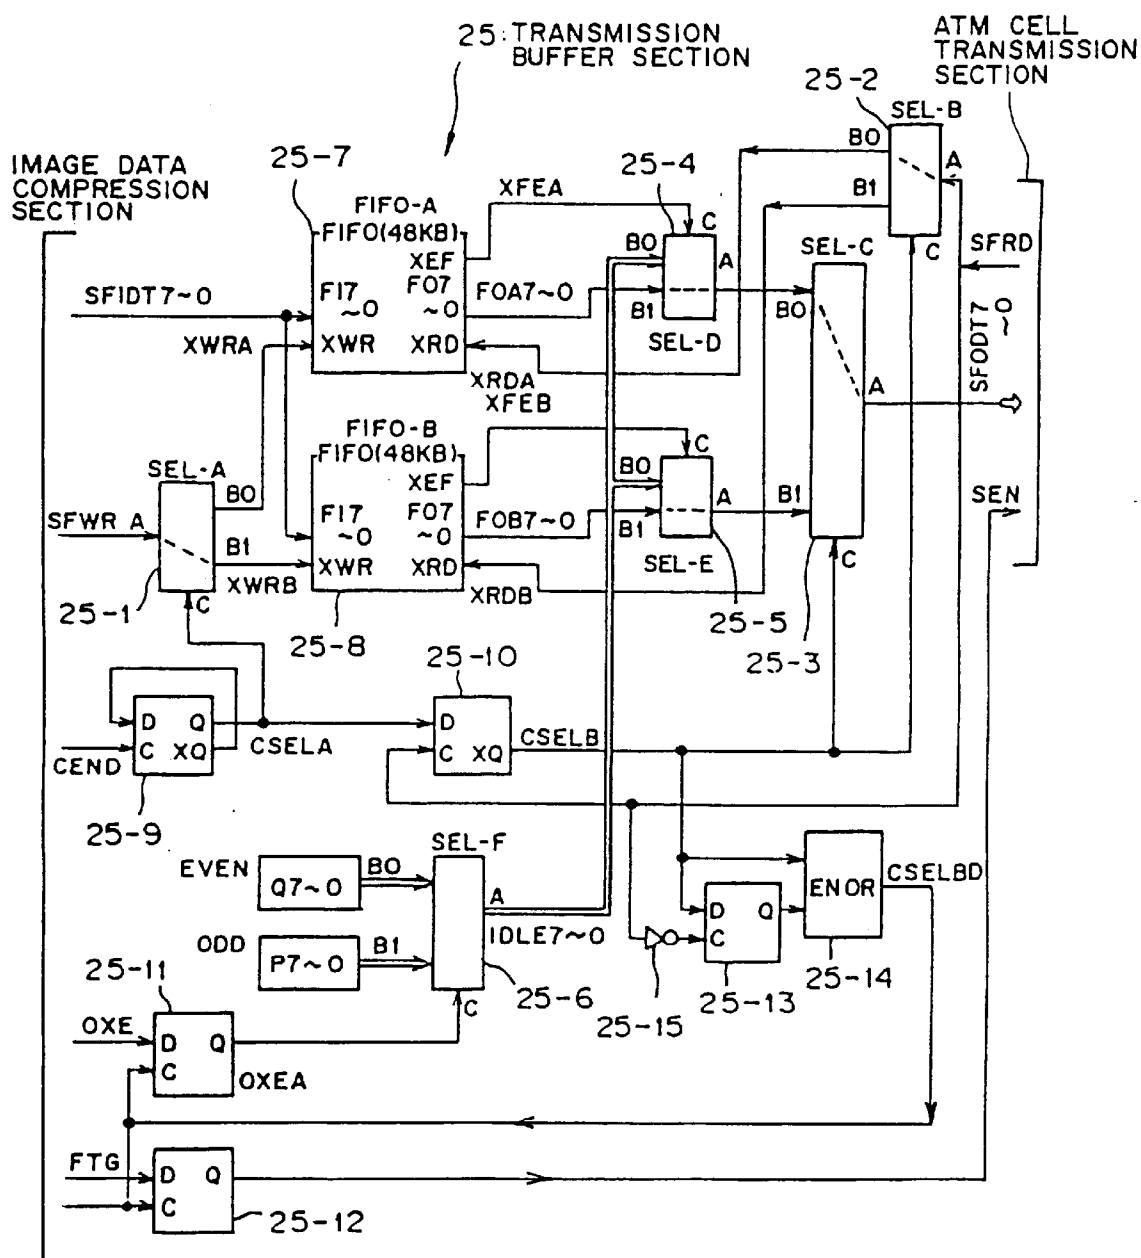 25: TRANSMISSION
BUFFER SECTION
ATM CELL
TRANSMISSION
SECTION
25-2
SEL-B
B0
A
B1
C
IMAGE DATA
COMPRESSION
SECTION
25-7
XFEA
25-4
FIFO-A
FIFO(48KB)
XEF
FI7
~0
FO7
~0
XWR
XRD
SFIDT7~0
XWRA
FOA7~0
C
B0
A
B1
SEL-D
SEL-C
B0
A
B1
C
SFRD
SFODT7
~0
XRDA
XFEB
FIFO-B
FIFO(48KB)
XEF
FI7
~0
FO7
~0
XWR
XRD
SEL-A
B0
SFWR A
B1
XWRB
C
25-1
FOB7~0
C
B0
A
B1
SEL-E
SEN
XRDB
25-8
25-5
25-3
25-10
D
Q
C
XQ
CSELA
CEND
25-9
D
C
XQ
CSELB
SEL-F
EVEN
Q7~0
B0
A
IDLE7~0
ODD
P7~0
B1
C
25-6
ENOR
CSELBD
D
Q
C
25-15
25-13
25-14
25-11
OXE
D
Q
C
OXEA
FTG
D
Q
C
25-12